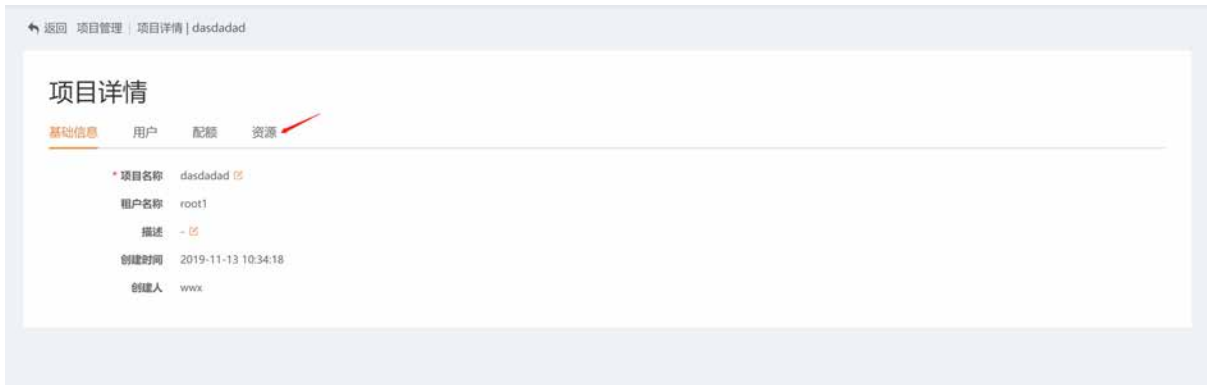 返回 项目管理 | 项目详情 | dasdadad
项目详情
基础信息 用户 配额 资源
* 项目名称 dasdadad
租户名称 root1
描述 -
创建时间 2019-11-13 10:34:18
创建人 wwx